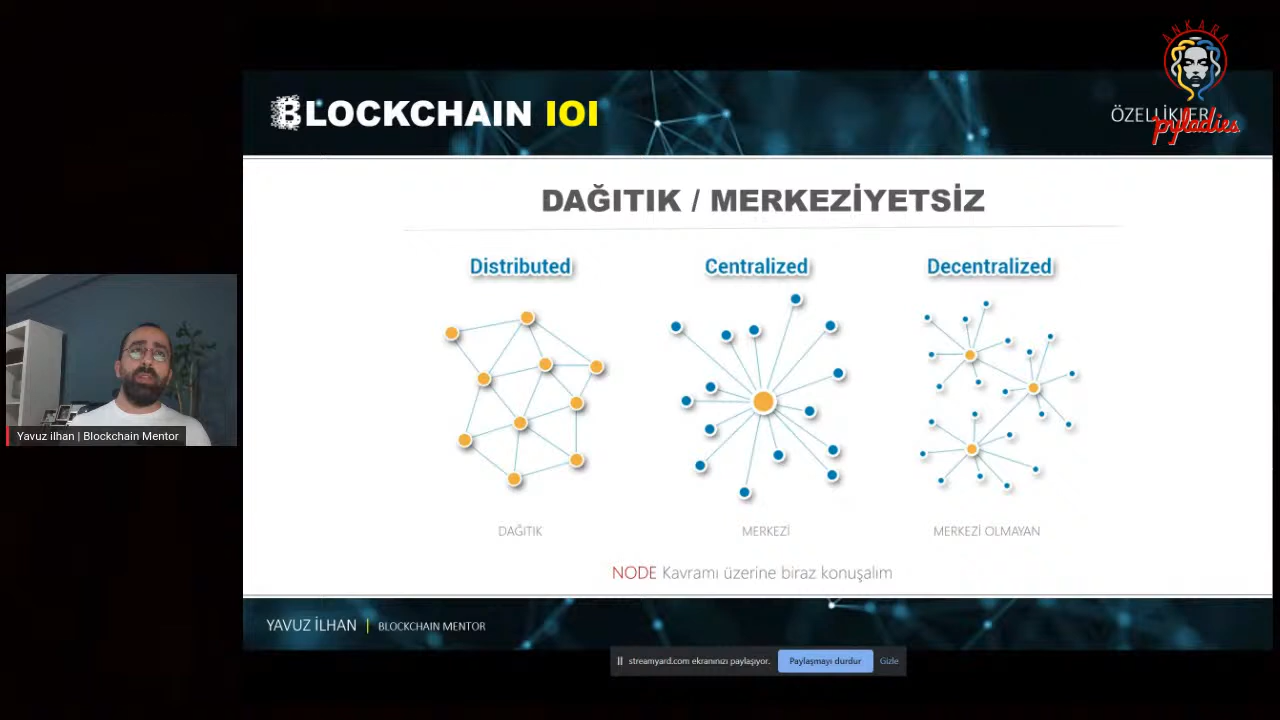 ANKARA
pyladies
BLOCKCHAIN 101
ÖZELLİKLER
DAĞITIK / MERKEZİYETSİZ
Distributed
Centralized
Decentralized
DAĞITIK
MERKEZİ
MERKEZİ OLMAYAN
NODE Kavramı üzerine biraz konuşalım
Yavuz ilhan | Blockchain Mentor
YAVUZ İLHAN | BLOCKCHAIN MENTOR
streamyard.com ekranınızı paylaşıyor.
Paylaşmayı durdur
Gizle